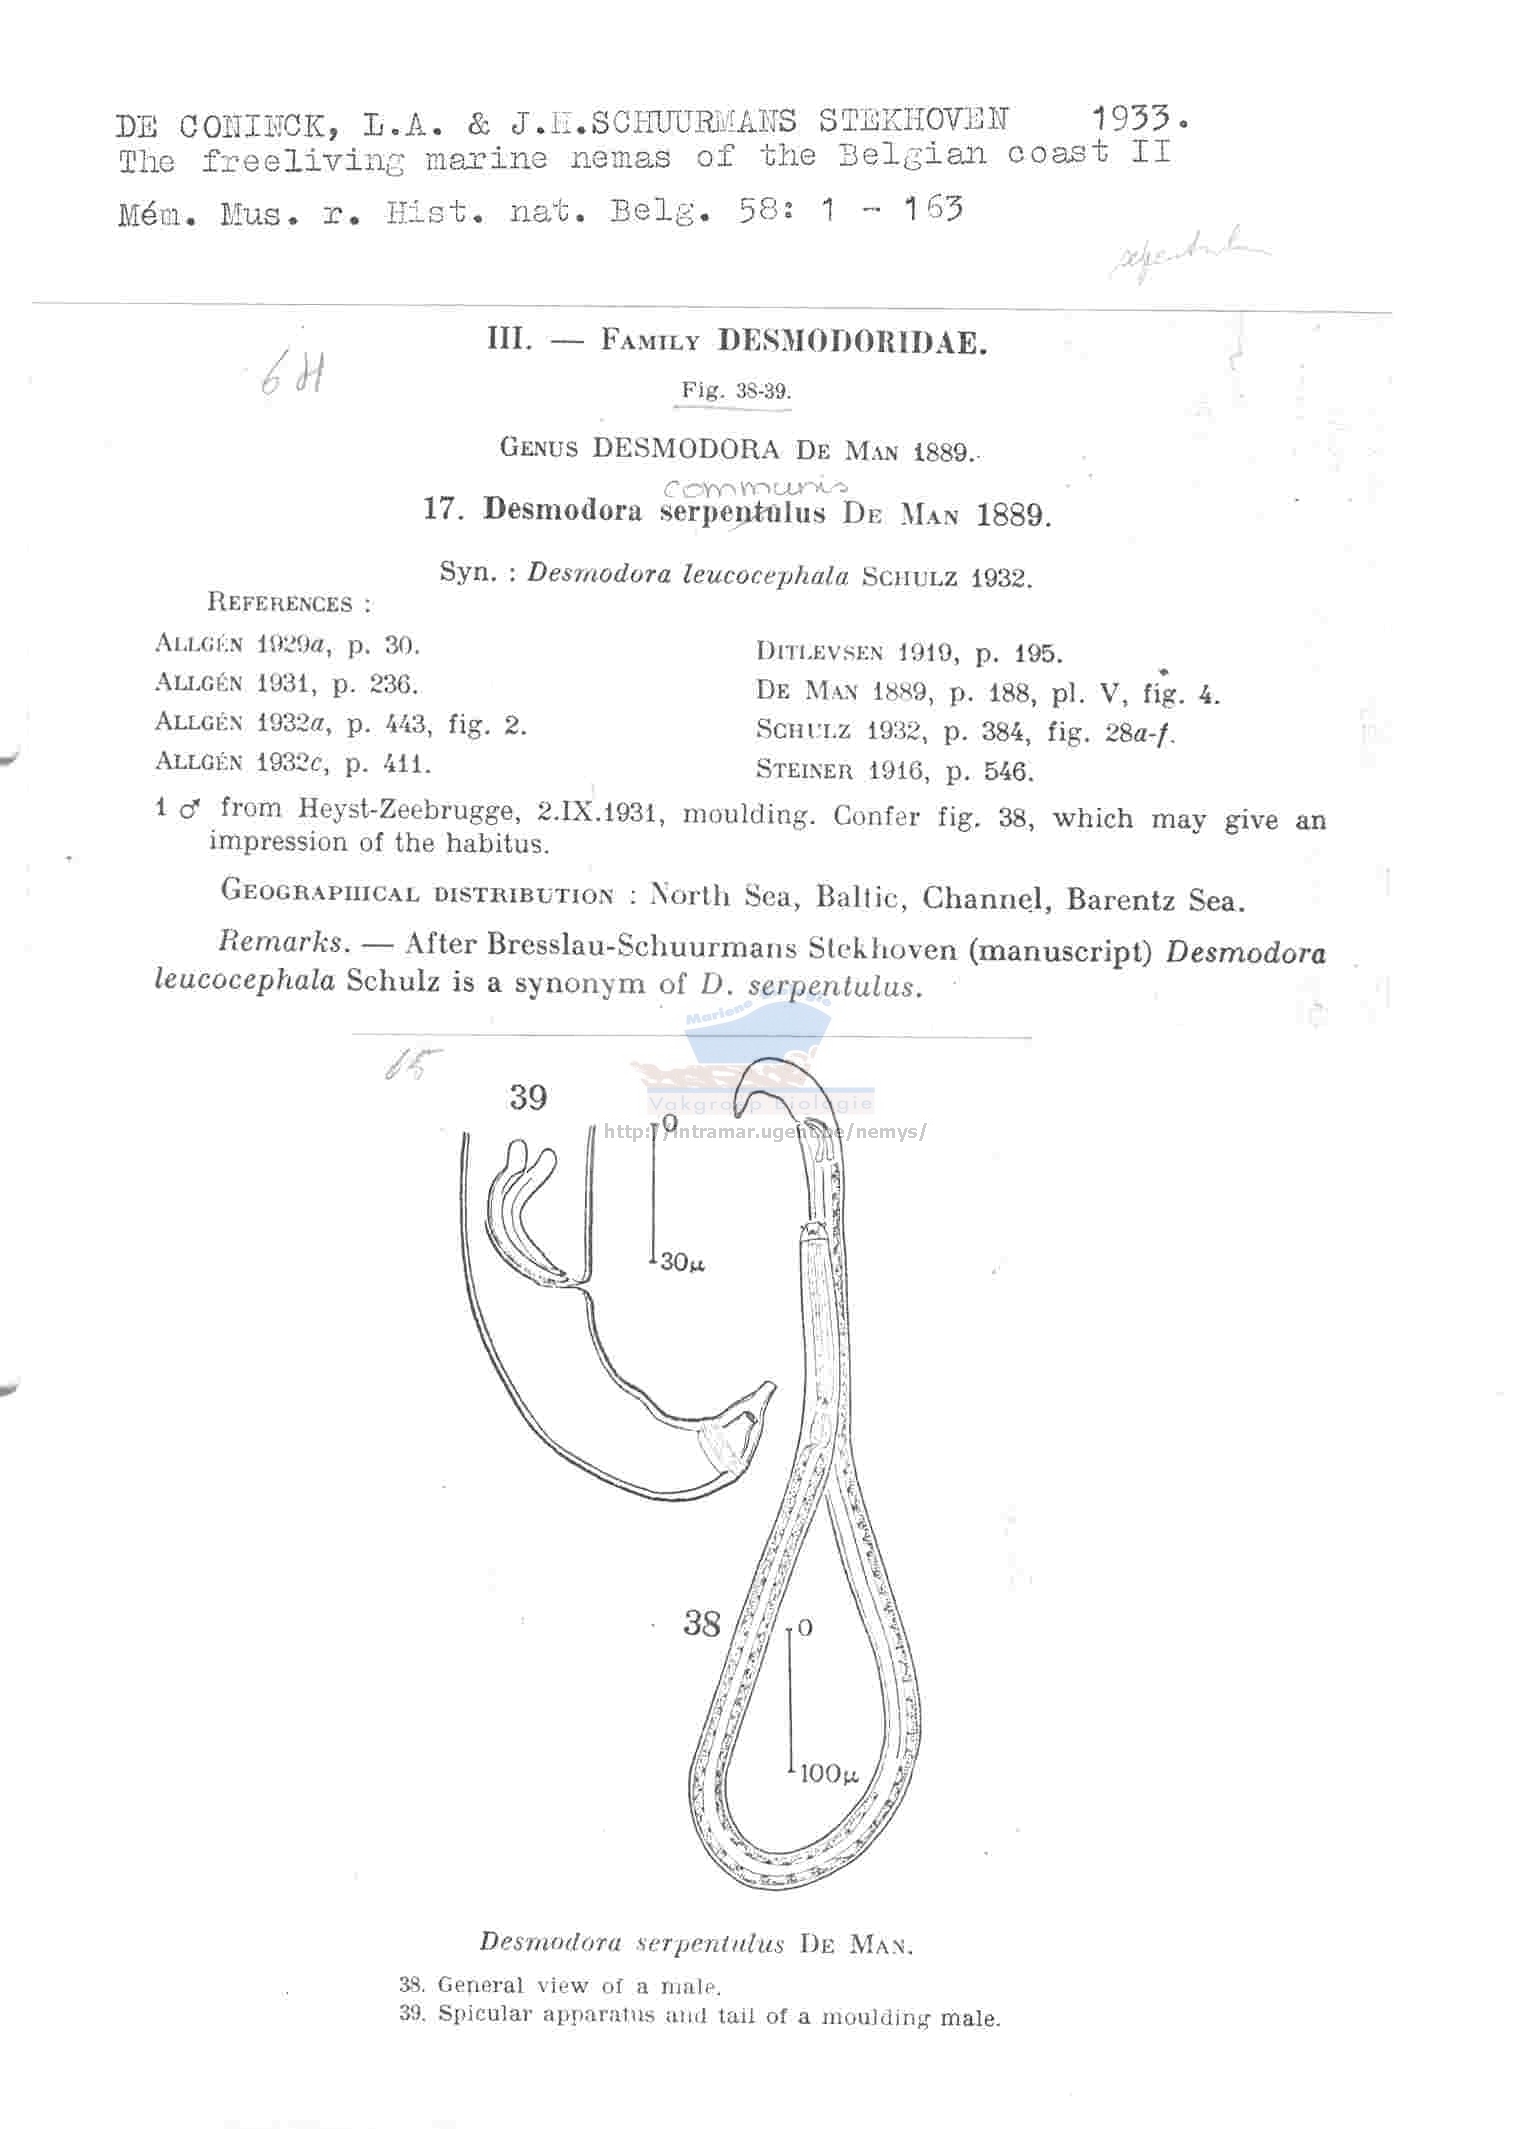 DE CONINCK, L.A. & J.H.SCHUURMANS STEKHOVEN 1933.
The freeliving marine nemas of the Belgian coast II
Mém. Mus. r. Hist. nat. Belg. 58: 1 - 163
III. — FAMILY DESMODORIDAE.
Fig. 38-39.
GENUS DESMODORA DE MAN 1889.
communis
17. Desmodora serpentulus DE MAN 1889.
Syn. : Desmodora leucocephala SCHULZ 1932.
REFERENCES :
ALLGÉN 1929a, p. 30.
ALLGÉN 1931, p. 236.
ALLGÉN 1932a, p. 443, fig. 2.
ALLGÉN 1932c, p. 411.
DITLEVSEN 1919, p. 195.
DE MAN 1889, p. 188, pl. V, fig. 4.
SCHULZ 1932, p. 384, fig. 28a-f.
STEINER 1916, p. 546.
1 ♂ from Heyst-Zeebrugge, 2.IX.1931, moulding. Confer fig. 38, which may give an
impression of the habitus.
GEOGRAPHICAL DISTRIBUTION : North Sea, Baltic, Channel, Barentz Sea.
Remarks. — After Bresslau-Schuurmans Stekhoven (manuscript) Desmodora
leucocephala Schulz is a synonym of D. serpentulus.
Mariene
Vakgroep Biologie
http://intramar.ugent.be/nemys/
39
0
30µ
38
0
100µ
Desmodora serpentulus DE MAN.
38. General view of a male.
39. Spicular apparatus and tail of a moulding male.